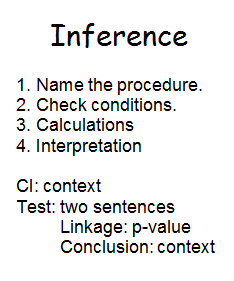 Inference
1. Name the procedure.
2. Check conditions.
3. Calculations
4. Interpretation
CI: context
Test: two sentences
Linkage: p-value
Conclusion: context